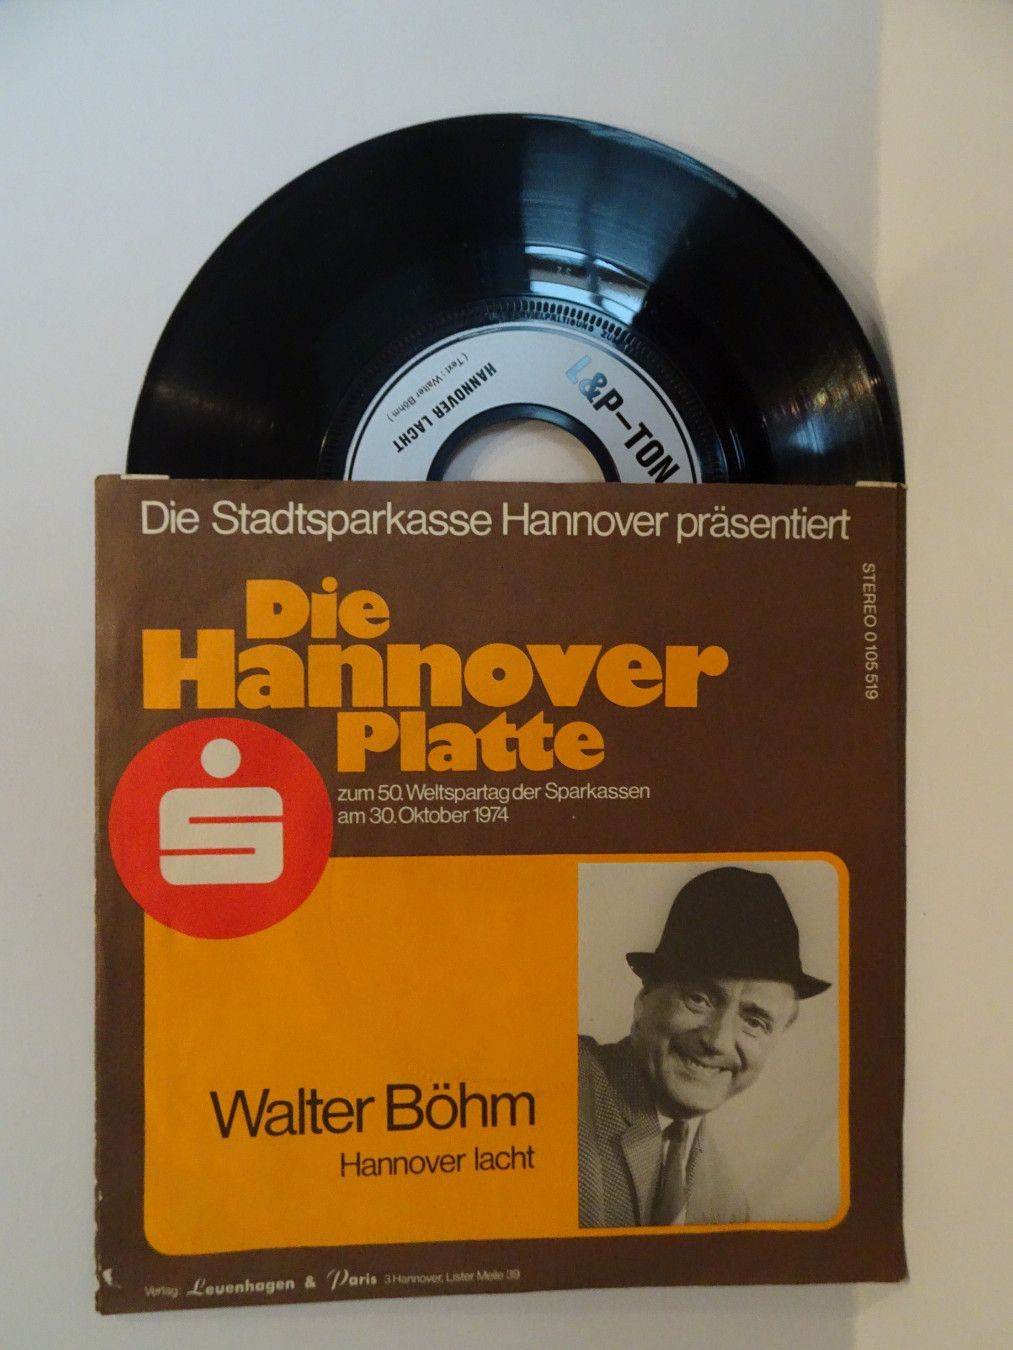 VERVIELFÄLTIGUNG
L&P-TON
HANNOVER LACHT
(Text: Walter Böhm)
Die Stadtsparkasse Hannover präsentiert
STEREO 0 105 519
Die
Hannover
Platte
zum 50. Weltspartag der Sparkassen
am 30. Oktober 1974
Walter Böhm
Hannover lacht
Verlag: Leuenhagen & Paris 3 Hannover, Lister Meile 39